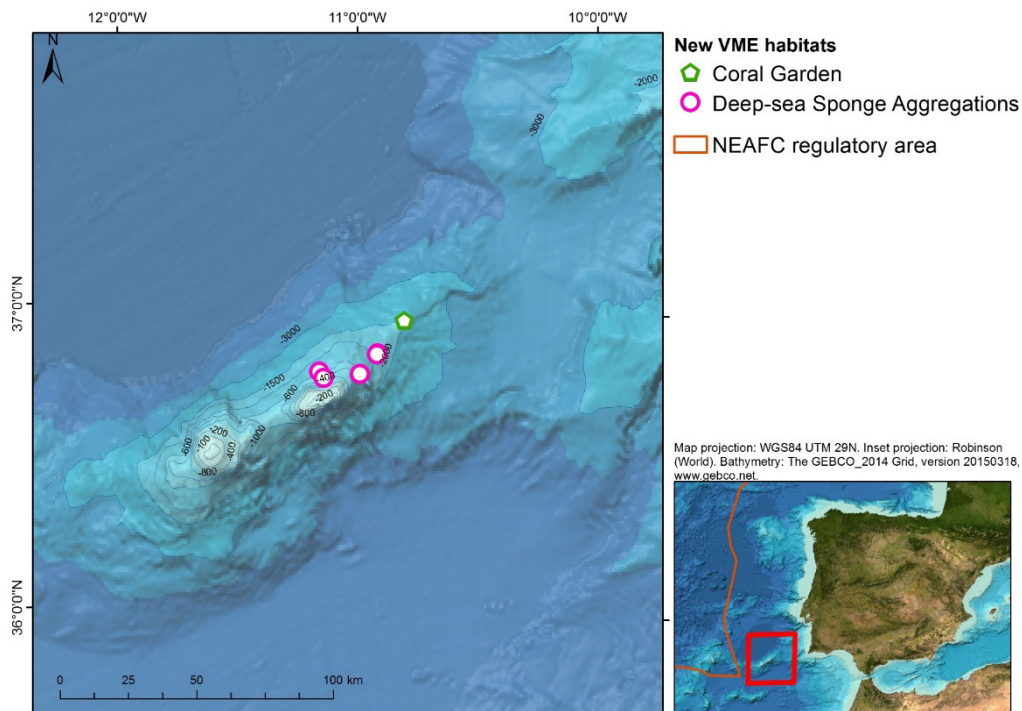 12°0'0"W
11°0'0"W
10°0'0"W
N
37°0'0"N
36°0'0"N
-2000
-3000
-3000
-2000
-1500
-400
-600
-200
-800
-1000
-200
-600
-100
-400
-800
0
25
50
100 km
New VME habitats
Coral Garden
Deep-sea Sponge Aggregations
NEAFC regulatory area
Map projection: WGS84 UTM 29N. Inset projection: Robinson
(World). Bathymetry: The GEBCO_2014 Grid, version 20150318,
www.gebco.net.